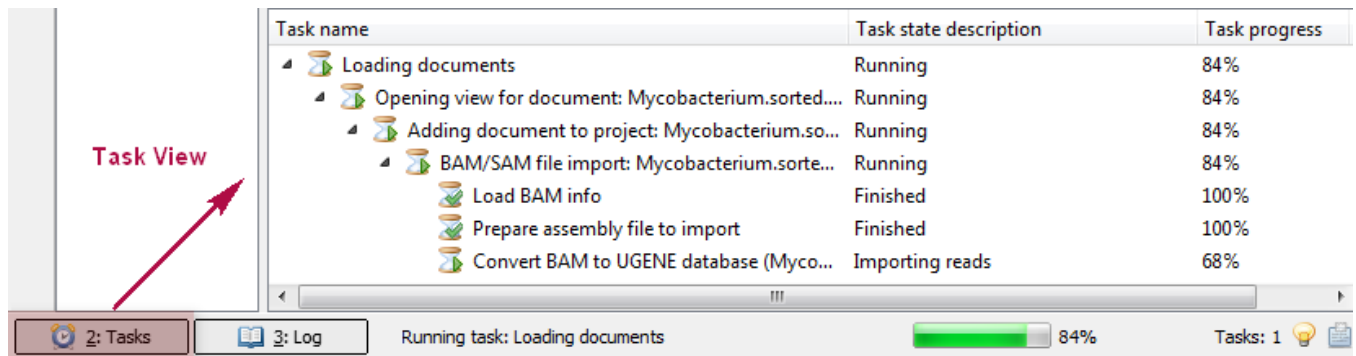 Task name Task state description Task progress
Loading documents Running 84%
Opening view for document: Mycobacterium.sorted.... Running 84%
Adding document to project: Mycobacterium.so... Running 84%
Task View
BAM/SAM file import: Mycobacterium.sorte... Running 84%
Load BAM info Finished 100%
Prepare assembly file to import Finished 100%
Convert BAM to UGENE database (Myco... Importing reads 68%
2: Tasks 3: Log Running task: Loading documents 84% Tasks: 1